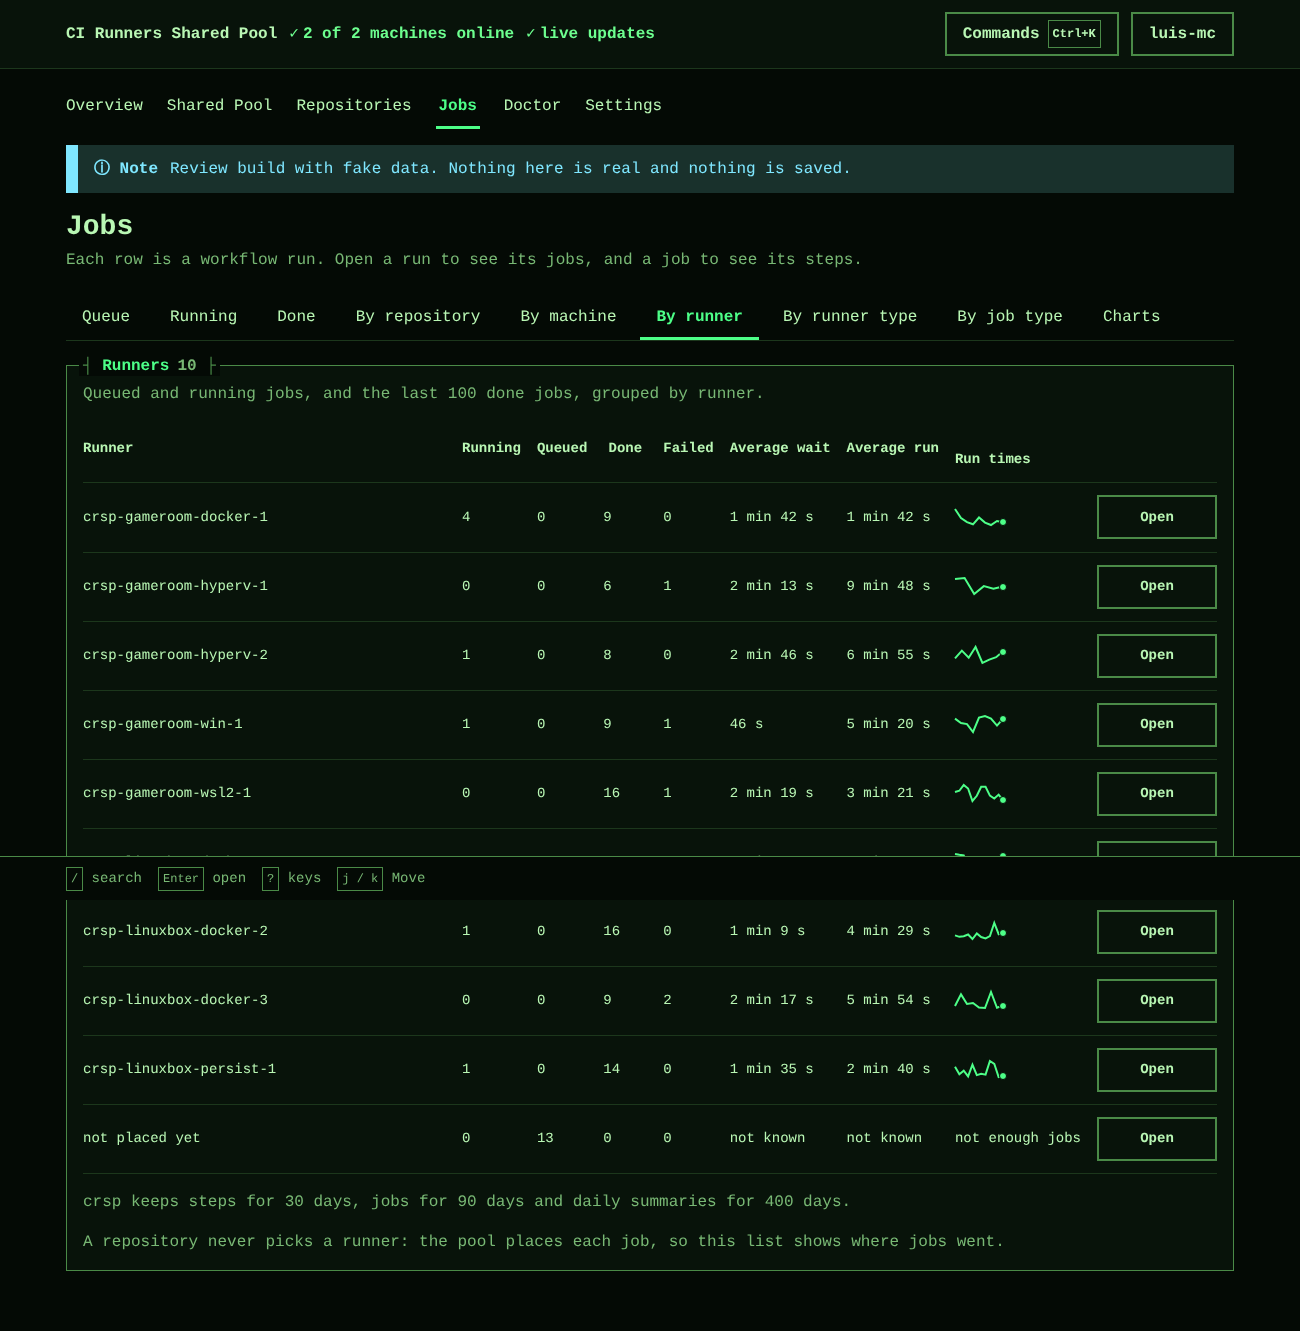 CI Runners Shared Pool ✓ 2 of 2 machines online ✓ live updates Commands Ctrl+K luis-mc
Overview Shared Pool Repositories Jobs Doctor Settings
ⓘ Note Review build with fake data. Nothing here is real and nothing is saved.
Jobs
Each row is a workflow run. Open a run to see its jobs, and a job to see its steps.
Queue Running Done By repository By machine By runner By runner type By job type Charts
Runners 10
Queued and running jobs, and the last 100 done jobs, grouped by runner.
Runner Running Queued Done Failed Average wait Average run Run times
crsp-gameroom-docker-1 4 0 9 0 1 min 42 s 1 min 42 s Open
crsp-gameroom-hyperv-1 0 0 6 1 2 min 13 s 9 min 48 s Open
crsp-gameroom-hyperv-2 1 0 8 0 2 min 46 s 6 min 55 s Open
crsp-gameroom-win-1 1 0 9 1 46 s 5 min 20 s Open
crsp-gameroom-wsl2-1 0 0 16 1 2 min 19 s 3 min 21 s Open
/ search Enter open ? keys j / k Move
crsp-linuxbox-docker-2 1 0 16 0 1 min 9 s 4 min 29 s Open
crsp-linuxbox-docker-3 0 0 9 2 2 min 17 s 5 min 54 s Open
crsp-linuxbox-persist-1 1 0 14 0 1 min 35 s 2 min 40 s Open
not placed yet 0 13 0 0 not known not known not enough jobs Open
crsp keeps steps for 30 days, jobs for 90 days and daily summaries for 400 days.
A repository never picks a runner: the pool places each job, so this list shows where jobs went.